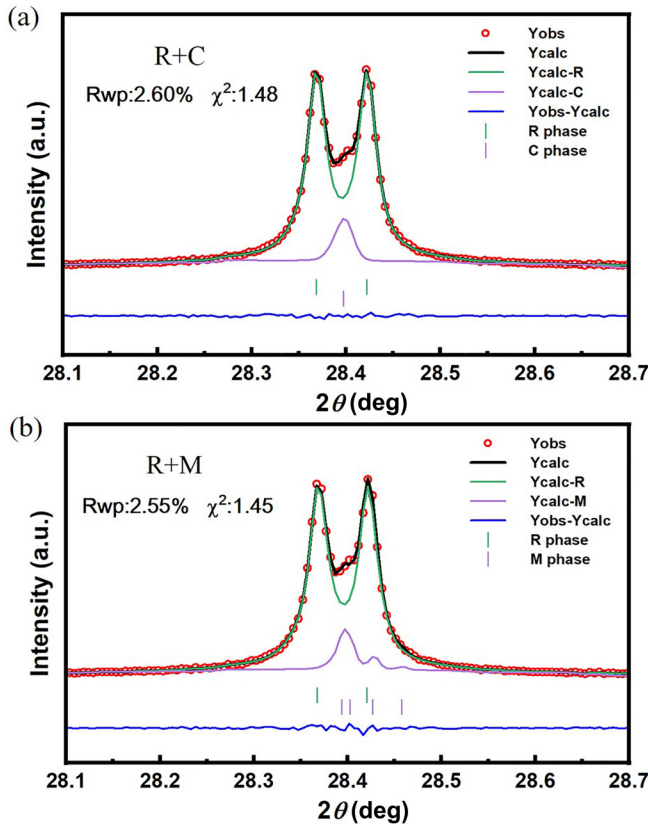 (a)
R+C
Rwp:2.60% χ²:1.48
Yobs
Ycalc
Ycalc-R
Ycalc-C
Yobs-Ycalc
R phase
C phase
Intensity (a.u.)
28.1 28.2 28.3 28.4 28.5 28.6 28.7
2θ (deg)
(b)
R+M
Rwp:2.55% χ²:1.45
Yobs
Ycalc
Ycalc-R
Ycalc-M
Yobs-Ycalc
R phase
M phase
Intensity (a.u.)
28.1 28.2 28.3 28.4 28.5 28.6 28.7
2θ (deg)